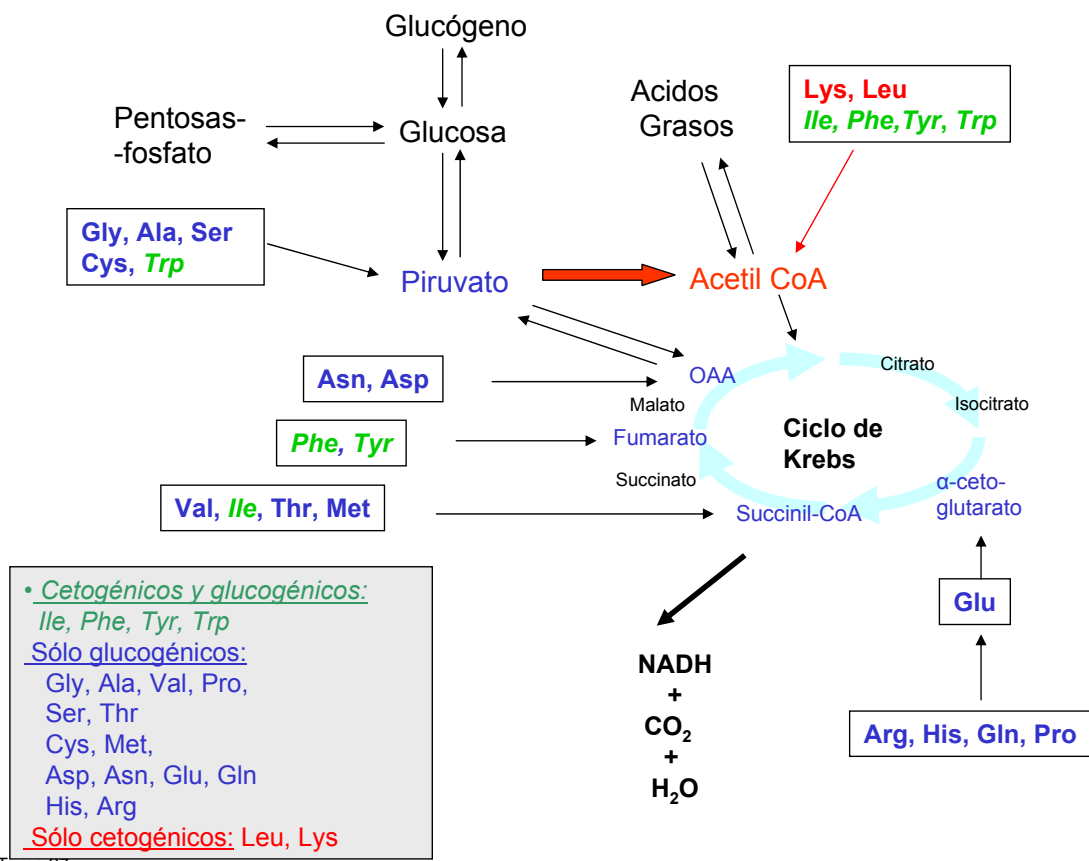 Glucógeno
Pentosas-
-fosfato
Glucosa
Acidos
Grasos
Lys, Leu
Ile, Phe,Tyr, Trp
Gly, Ala, Ser
Cys, Trp
Piruvato
Acetil CoA
Asn, Asp
OAA
Citrato
Malato
Isocitrato
Phe, Tyr
Fumarato
Ciclo de
Krebs
Succinato
α-ceto-
glutarato
Val, Ile, Thr, Met
Succinil-CoA
• Cetogénicos y glucogénicos:
Ile, Phe, Tyr, Trp
Sólo glucogénicos:
Gly, Ala, Val, Pro,
Ser, Thr
Cys, Met,
Asp, Asn, Glu, Gln
His, Arg
Sólo cetogénicos: Leu, Lys
NADH
+
CO₂
+
H₂O
Glu
Arg, His, Gln, Pro